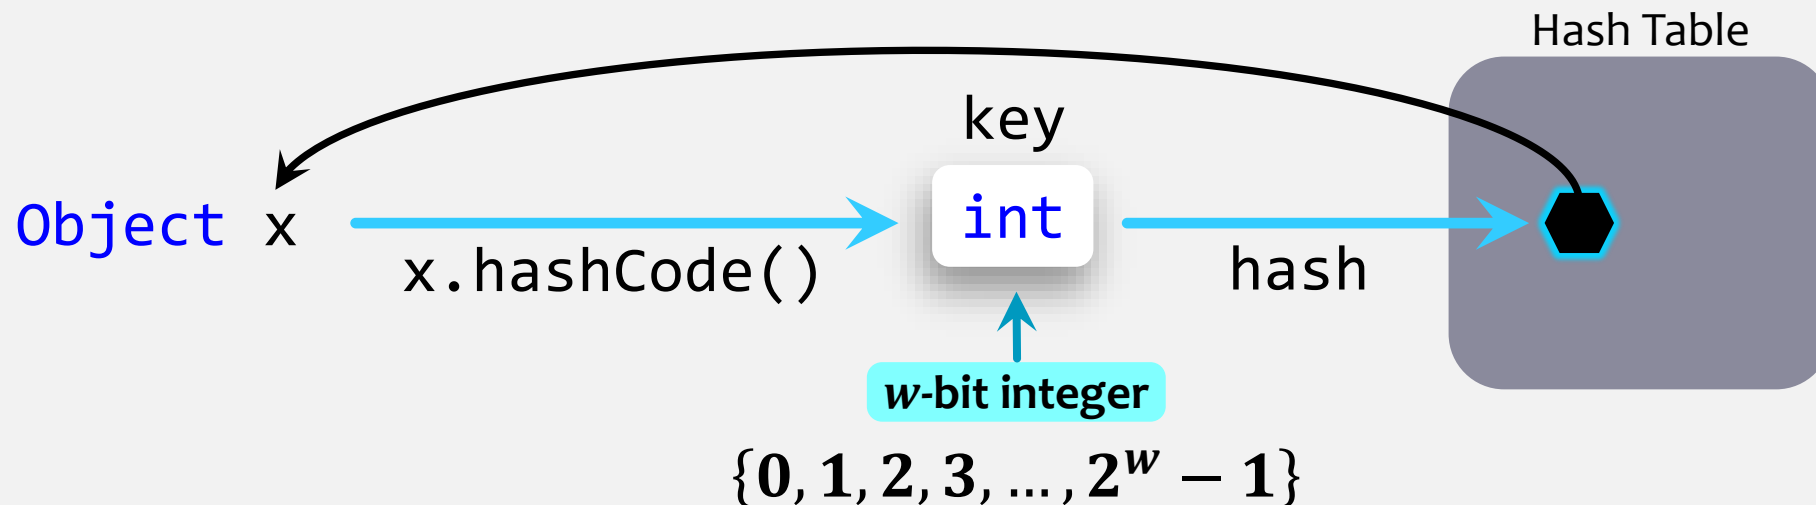 Hash Table
key
Object x
int
x.hashCode()
hash
w-bit integer
{0, 1, 2, 3, … , 2^w − 1}